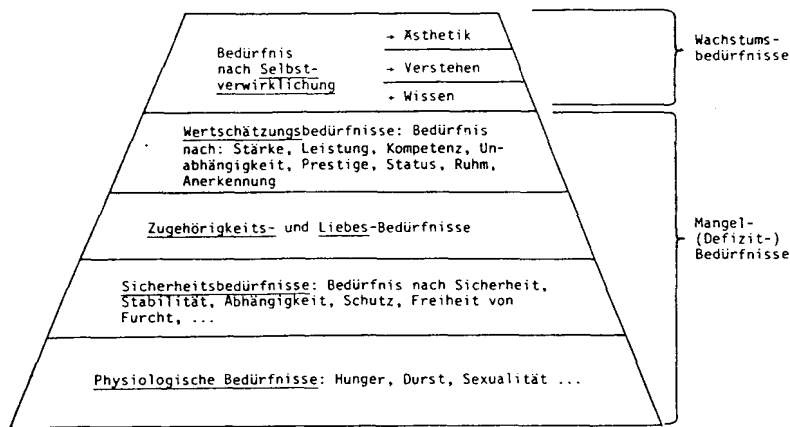 → Ästhetik
Bedürfnis
nach Selbst-
verwirklichung
→ Verstehen
→ Wissen
Wachstums-
bedürfnisse
Wertschätzungsbedürfnisse: Bedürfnis
nach: Stärke, Leistung, Kompetenz, Un-
abhängigkeit, Prestige, Status, Ruhm,
Anerkennung
Zugehörigkeits- und Liebes-Bedürfnisse
Mangel-
(Defizit-)
Bedürfnisse
Sicherheitsbedürfnisse: Bedürfnis nach Sicherheit,
Stabilität, Abhängigkeit, Schutz, Freiheit von
Furcht, ...
Physiologische Bedürfnisse: Hunger, Durst, Sexualität ...